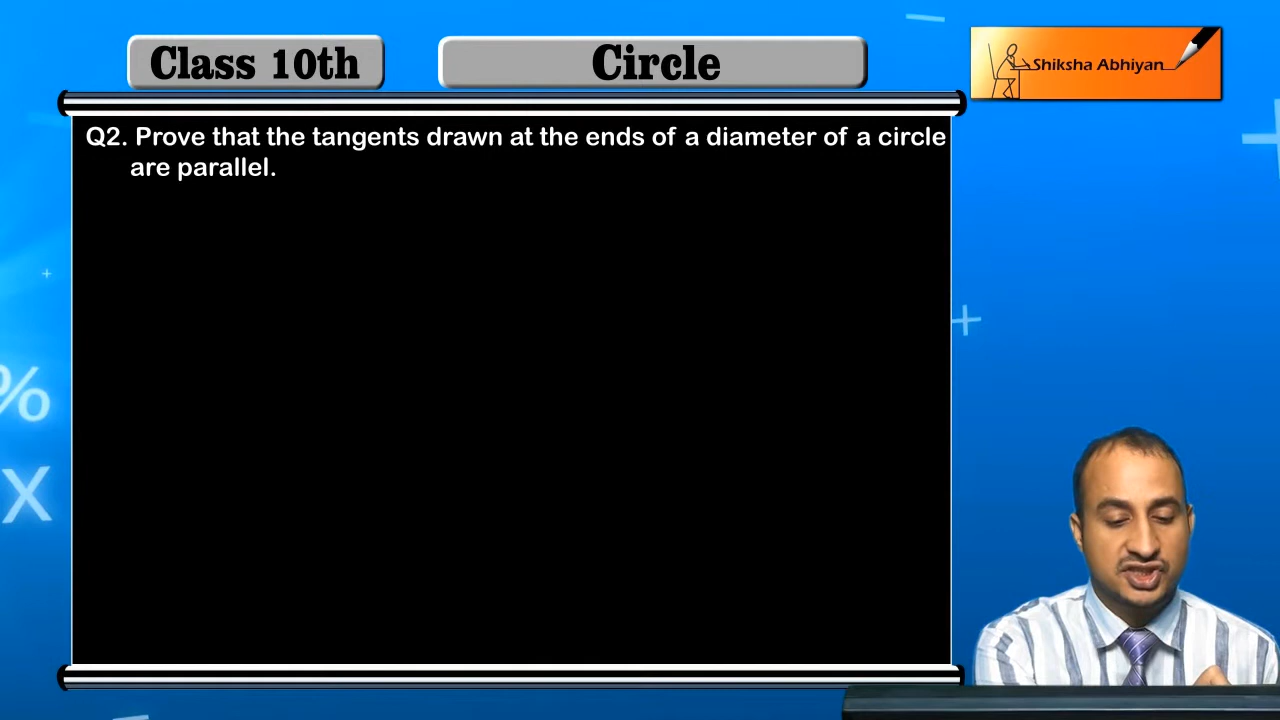 Class 10th
Circle
Shiksha Abhiyan
Q2. Prove that the tangents drawn at the ends of a diameter of a circle
are parallel.
%
X